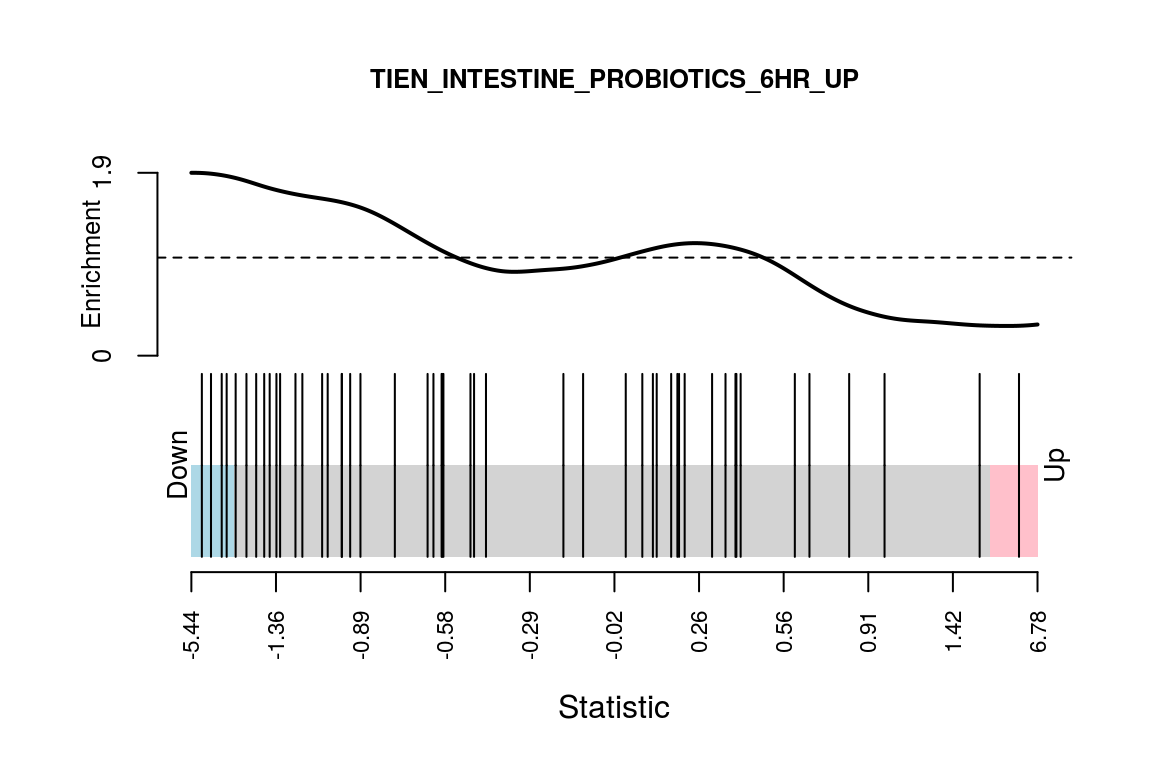 TIEN_INTESTINE_PROBIOTICS_6HR_UP
Enrichment
1.9
0
Down
Up
-5.44
-1.36
-0.89
-0.58
-0.29
-0.02
0.26
0.56
0.91
1.42
6.78
Statistic